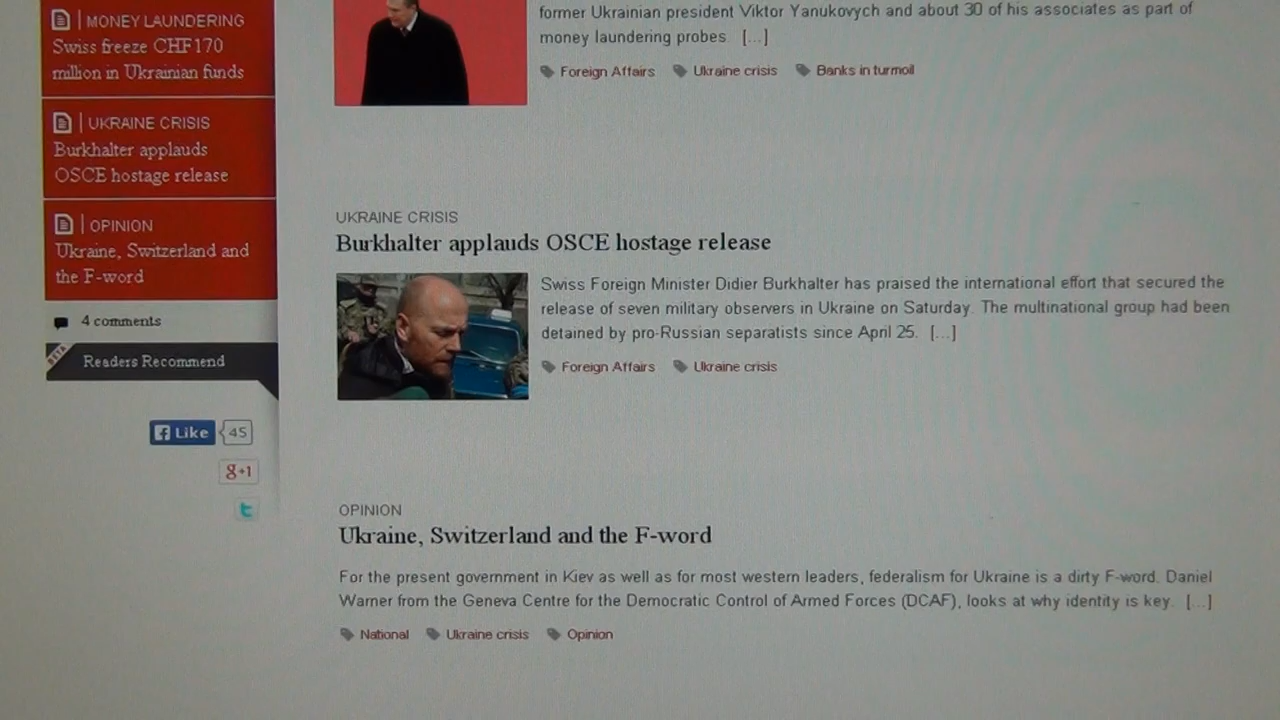 MONEY LAUNDERING
Swiss freeze CHF170
million in Ukrainian funds
UKRAINE CRISIS
Burkhalter applauds
OSCE hostage release
OPINION
Ukraine, Switzerland and
the F-word
4 comments
BETA
Readers Recommend
Like 45
g+1
former Ukrainian president Viktor Yanukovych and about 30 of his associates as part of
money laundering probes. [...]
Foreign Affairs Ukraine crisis Banks in turmoil
UKRAINE CRISIS
Burkhalter applauds OSCE hostage release
Swiss Foreign Minister Didier Burkhalter has praised the international effort that secured the
release of seven military observers in Ukraine on Saturday. The multinational group had been
detained by pro-Russian separatists since April 25. [...]
Foreign Affairs Ukraine crisis
OPINION
Ukraine, Switzerland and the F-word
For the present government in Kiev as well as for most western leaders, federalism for Ukraine is a dirty F-word. Daniel
Warner from the Geneva Centre for the Democratic Control of Armed Forces (DCAF), looks at why identity is key. [...]
National Ukraine crisis Opinion